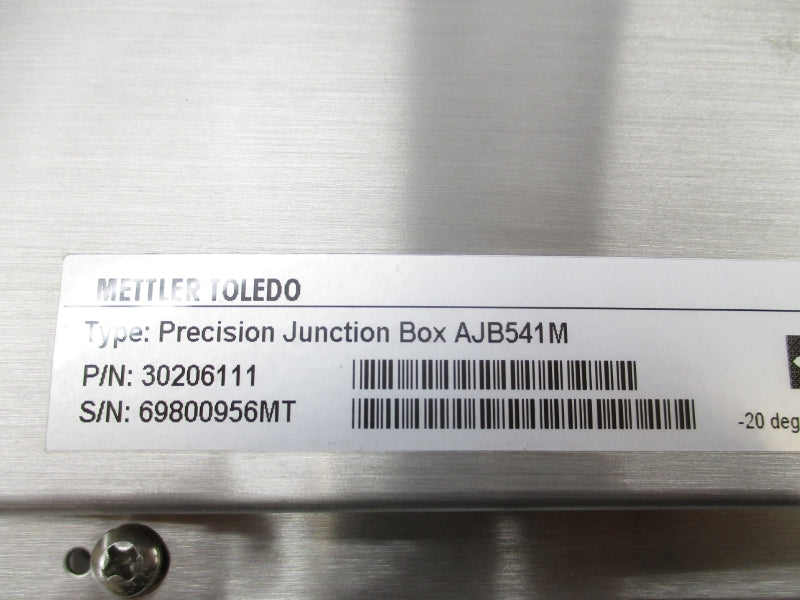 METTLER TOLEDO
Type: Precision Junction Box AJB541M
P/N: 30206111
S/N: 69800956MT
-20 deg